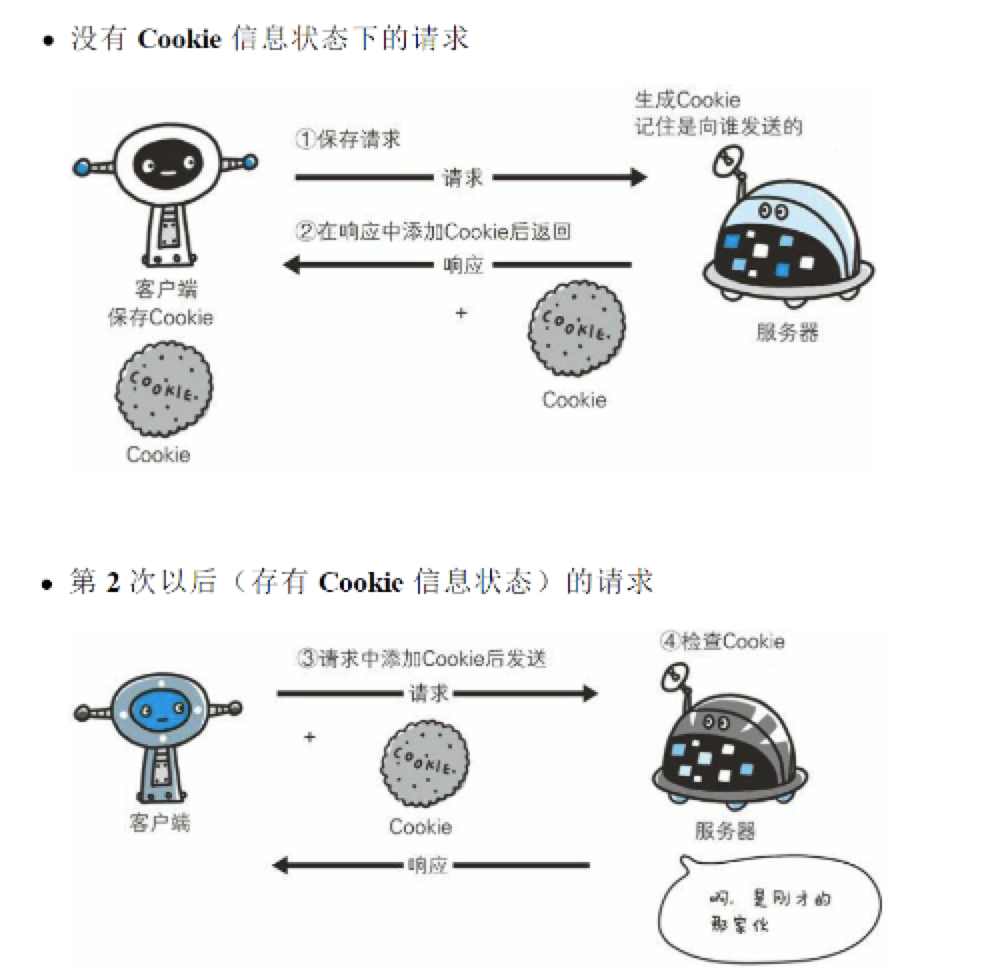 • 没有 Cookie 信息状态下的请求
生成Cookie
记住是向谁发送的
①保存请求
请求
②在响应中添加Cookie后返回
响应
客户端
保存Cookie
+
COOKIE.
服务器
COOKIE.
Cookie
Cookie
• 第 2 次以后（存有 Cookie 信息状态）的请求
④检查Cookie
③请求中添加Cookie后发送
请求
+
COOKIE.
客户端
Cookie
服务器
响应
啊，是刚才的
那家伙